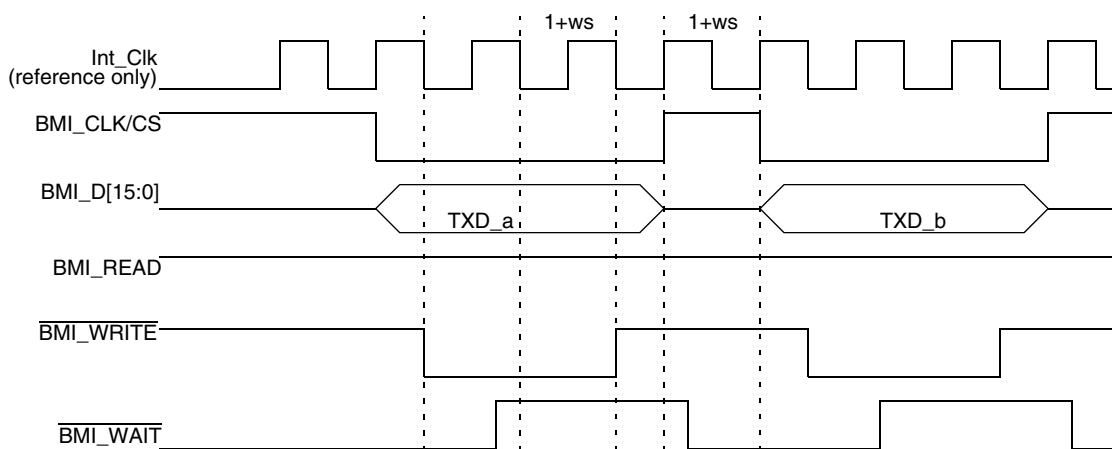 1+ws 1+ws
Int_Clk
(reference only)
BMI_CLK/CS
BMI_D[15:0]
TXD_a TXD_b
BMI_READ
BMI_WRITE
BMI_WAIT